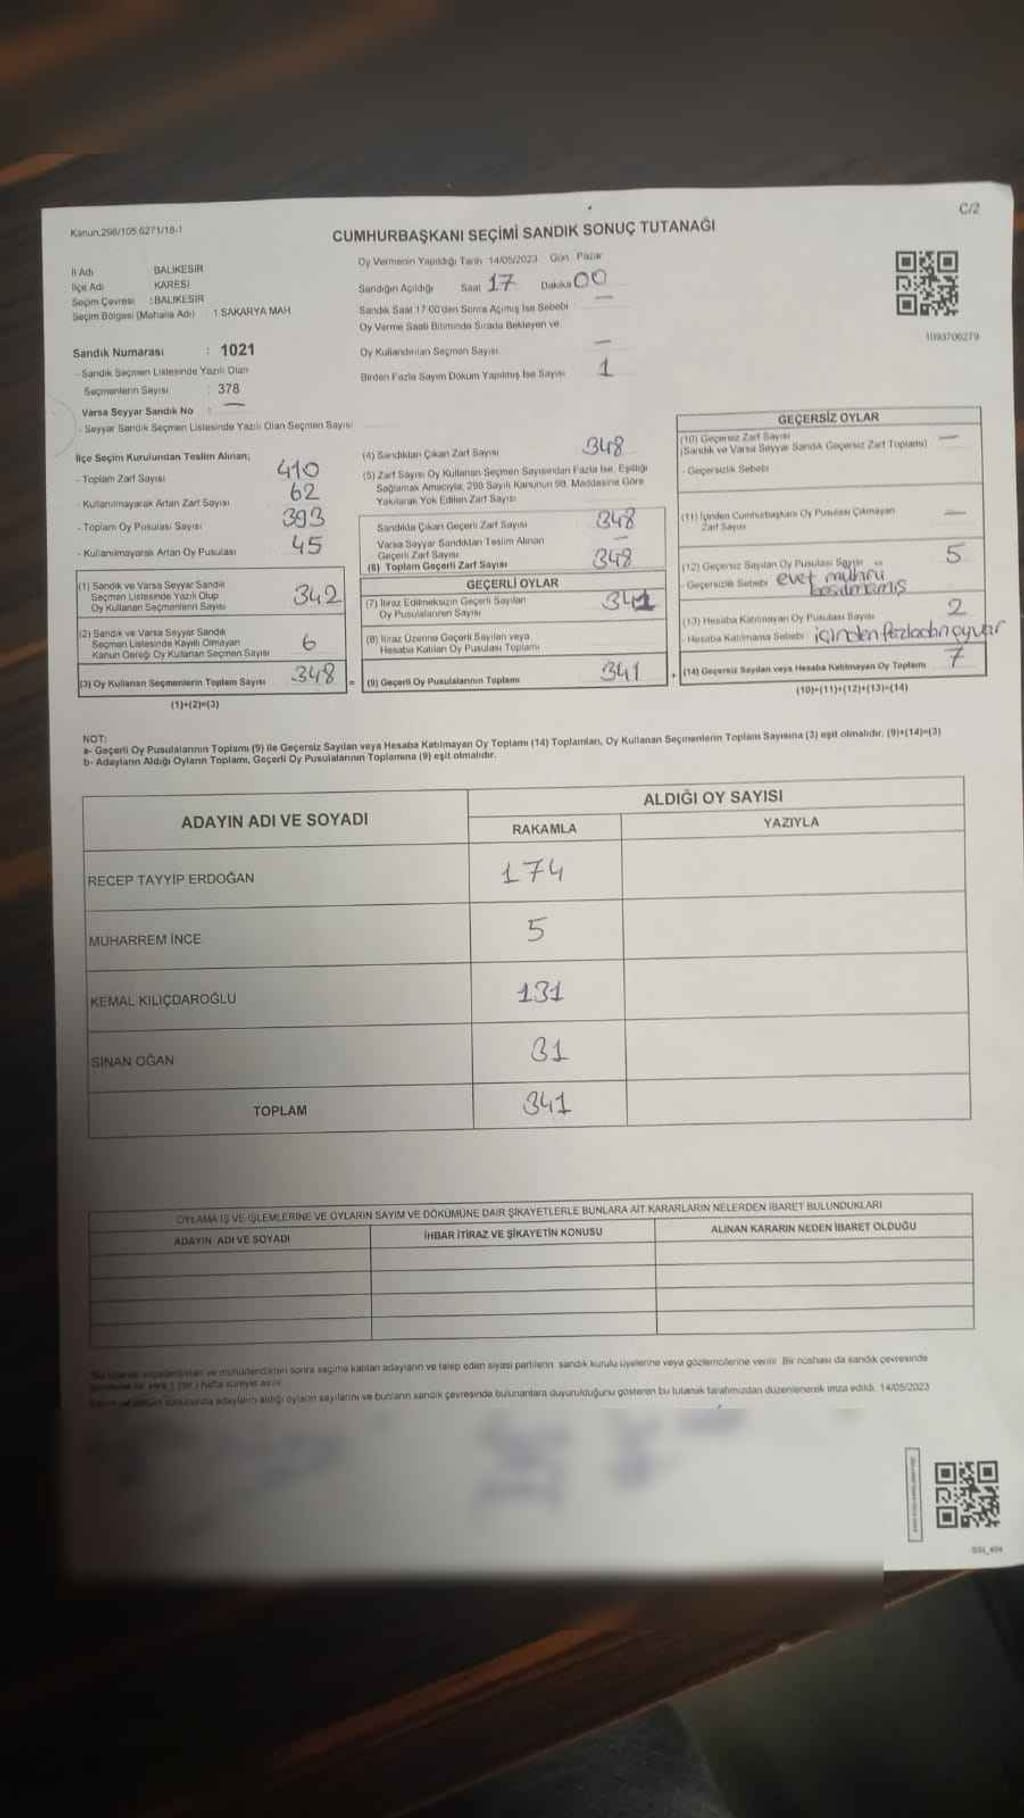 Kanun,298/105 6271/18-1
C/2
CUMHURBAŞKANI SEÇİMİ SANDIK SONUÇ TUTANAĞI
İl Adı BALIKESİR
İlçe Adı KARESİ
Seçim Çevresi : BALIKESİR
Seçim Bölgesi (Mahalle Adı) 1 SAKARYA MAH.
Sandık Numarası : 1021
- Sandık Seçmen Listesinde Yazılı Olan
Seçmenlerin Sayısı : 378
Varsa Seyyar Sandık No : —
- Seyyar Sandık Seçmen Listesinde Yazılı Olan Seçmen Sayısı
Oy Vermenin Yapıldığı Tarih 14/05/2023 Gün Pazar
Sandığın Açıldığı Saat 17 Dakika 00
Sandık Saat 17:00'den Sonra Açılmış İse Sebebi —
Oy Verme Saati Bitiminde Sırada Bekleyen ve
Oy Kullandırılan Seçmen Sayısı —
Birden Fazla Sayım Döküm Yapılmış İse Sayısı 1
1093706279
İlçe Seçim Kurulundan Teslim Alınan;
- Toplam Zarf Sayısı 410
- Kullanılmayarak Artan Zarf Sayısı 62
- Toplam Oy Pusulası Sayısı 393
- Kullanılmayarak Artan Oy Pusulası 45
(1) Sandık ve Varsa Seyyar Sandık
Seçmen Listesinde Yazılı Olup
Oy Kullanan Seçmenlerin Sayısı 342
(2) Sandık ve Varsa Seyyar Sandık
Seçmen Listesinde Kayıtlı Olmayan
Kanun Gereği Oy Kullanan Seçmen Sayısı 6
(3) Oy Kullanan Seçmenlerin Toplam Sayısı 348 =
(1)+(2)=(3)
(4) Sandıktan Çıkan Zarf Sayısı 348
(5) Zarf Sayısı Oy Kullanan Seçmen Sayısından Fazla İse, Eşitliği
Sağlamak Amacıyla, 298 Sayılı Kanunun 98. Maddesine Göre
Yakılarak Yok Edilen Zarf Sayısı
Sandıkta Çıkan Geçerli Zarf Sayısı 348
Varsa Seyyar Sandıktan Teslim Alınan
Geçerli Zarf Sayısı —
(6) Toplam Geçerli Zarf Sayısı 348
GEÇERLİ OYLAR
(7) İtiraz Edilmeksizin Geçerli Sayılan
Oy Pusulalarının Sayısı 341
(8) İtiraz Üzerine Geçerli Sayılan veya
Hesaba Katılan Oy Pusulası Toplamı
(9) Geçerli Oy Pusulalarının Toplamı 341 +
GEÇERSİZ OYLAR
(10) Geçersiz Zarf Sayısı —
(Sandık ve Varsa Seyyar Sandık Geçersiz Zarf Toplamı)
- Geçersizlik Sebebi
(11) İçinden Cumhurbaşkanı Oy Pusulası Çıkmayan
Zarf Sayısı —
(12) Geçersiz Sayılan Oy Pusulası Sayısı 5
- Geçersizlik Sebebi evet mührü
basılmamış
(13) Hesaba Katılmayan Oy Pusulası Sayısı 2
- Hesaba Katılmama Sebebi içinden fazladan oy var
(14) Geçersiz Sayılan veya Hesaba Katılmayan Oy Toplamı 7
(10)+(11)+(12)+(13)=(14)
NOT:
a- Geçerli Oy Pusulalarının Toplamı (9) ile Geçersiz Sayılan veya Hesaba Katılmayan Oy Toplamı (14) Toplamları, Oy Kullanan Seçmenlerin Toplam Sayısına (3) eşit olmalıdır. (9)+(14)=(3)
b- Adayların Aldığı Oyların Toplamı, Geçerli Oy Pusulalarının Toplamına (9) eşit olmalıdır.
ADAYIN ADI VE SOYADI
ALDIĞI OY SAYISI
RAKAMLA YAZIYLA
RECEP TAYYİP ERDOĞAN 174
MUHARREM İNCE 5
KEMAL KILIÇDAROĞLU 131
SİNAN OĞAN 31
TOPLAM 341
OYLAMA İŞ VE İŞLEMLERİNE VE OYLARIN SAYIM VE DÖKÜMÜNE DAİR ŞİKAYETLERLE BUNLARA AİT KARARLARIN NELERDEN İBARET BULUNDUKLARI
ADAYIN ADI VE SOYADI İHBAR İTİRAZ VE ŞİKAYETİN KONUSU ALINAN KARARIN NEDEN İBARET OLDUĞU
sonra seçime katılan adayların ve talep eden siyasi partilerin sandık kurulu üyelerine veya gözlemcilerine verilir. Bir nüshası da sandık çevresinde
adayların aldığı oyların sayılarını ve bunların sandık çevresinde bulunanlara duyurulduğunu gösteren bu tutanak tarafımızdan düzenlenerek imza edildi. 14/05/2023